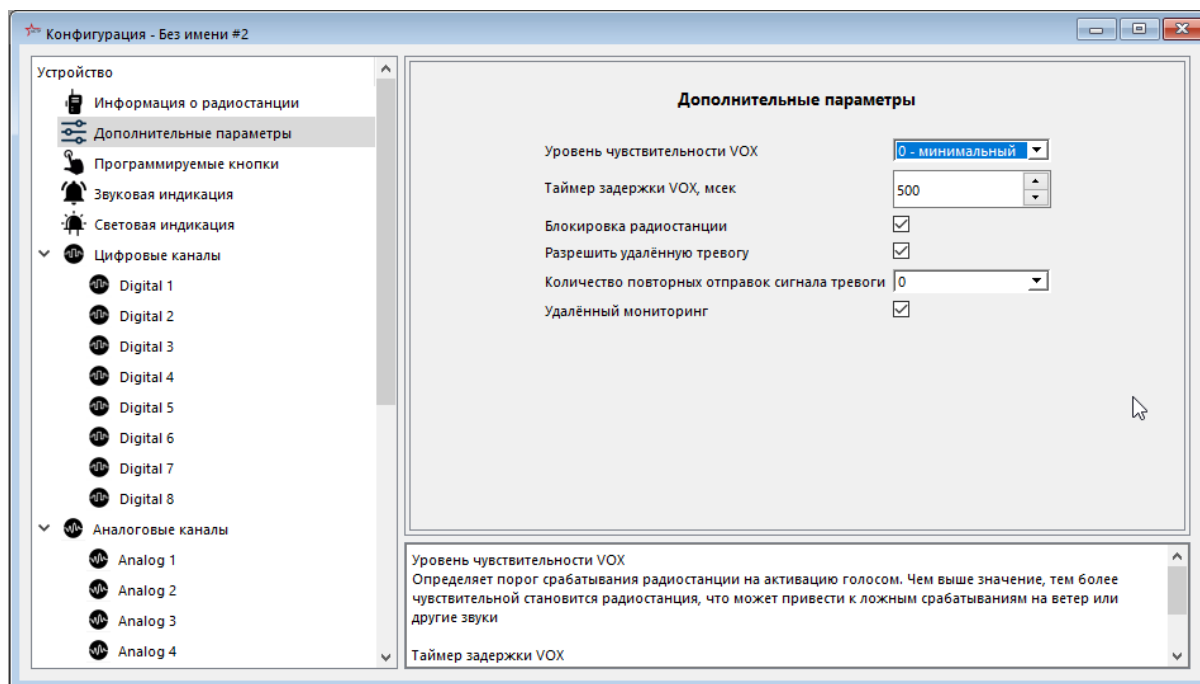 Конфигурация - Без имени #2
Устройство
Информация о радиостанции
Дополнительные параметры
Программируемые кнопки
Звуковая индикация
Световая индикация
Цифровые каналы
Digital 1
Digital 2
Digital 3
Digital 4
Digital 5
Digital 6
Digital 7
Digital 8
Аналоговые каналы
Analog 1
Analog 2
Analog 3
Analog 4
Дополнительные параметры
Уровень чувствительности VOX 0 - минимальный
Таймер задержки VOX, мсек 500
Блокировка радиостанции
Разрешить удалённую тревогу
Количество повторных отправок сигнала тревоги 0
Удалённый мониторинг
Уровень чувствительности VOX
Определяет порог срабатывания радиостанции на активацию голосом. Чем выше значение, тем более
чувствительной становится радиостанция, что может привести к ложным срабатываниям на ветер или
другие звуки
Таймер задержки VOX